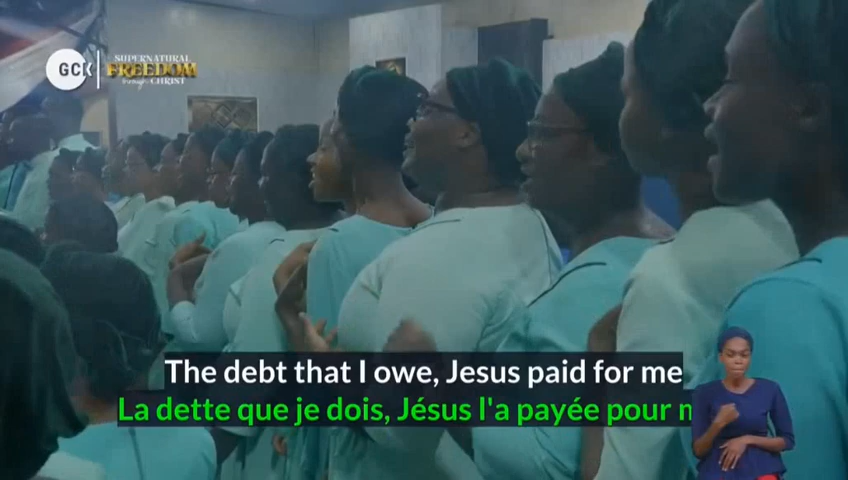 GCK
SUPERNATURAL
FREEDOM
through CHRIST
The debt that I owe, Jesus paid for me
La dette que je dois, Jésus l'a payée pour